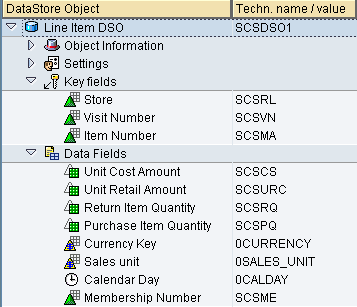 DataStore Object Techn. name / value
Line Item DSO SCSDSO1
Object Information
Settings
Key fields
Store SCSRL
Visit Number SCSVN
Item Number SCSMA
Data Fields
Unit Cost Amount SCSCS
Unit Retail Amount SCSURC
Return Item Quantity SCSRQ
Purchase Item Quantity SCSPQ
Currency Key 0CURRENCY
Sales unit 0SALES_UNIT
Calendar Day 0CALDAY
Membership Number SCSME